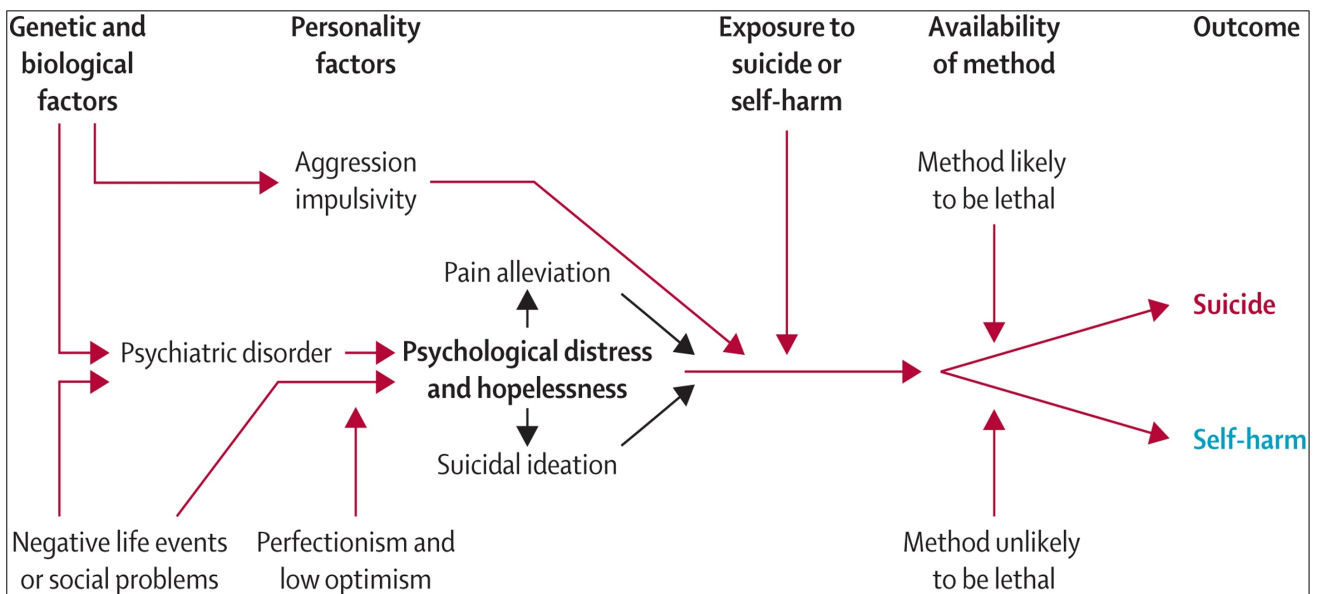 Genetic and
biological
factors
Personality
factors
Exposure to
suicide or
self-harm
Availability
of method
Outcome
Aggression
impulsivity
Method likely
to be lethal
Pain alleviation
Suicide
Psychiatric disorder
Psychological distress
and hopelessness
Self-harm
Suicidal ideation
Negative life events
or social problems
Perfectionism and
low optimism
Method unlikely
to be lethal